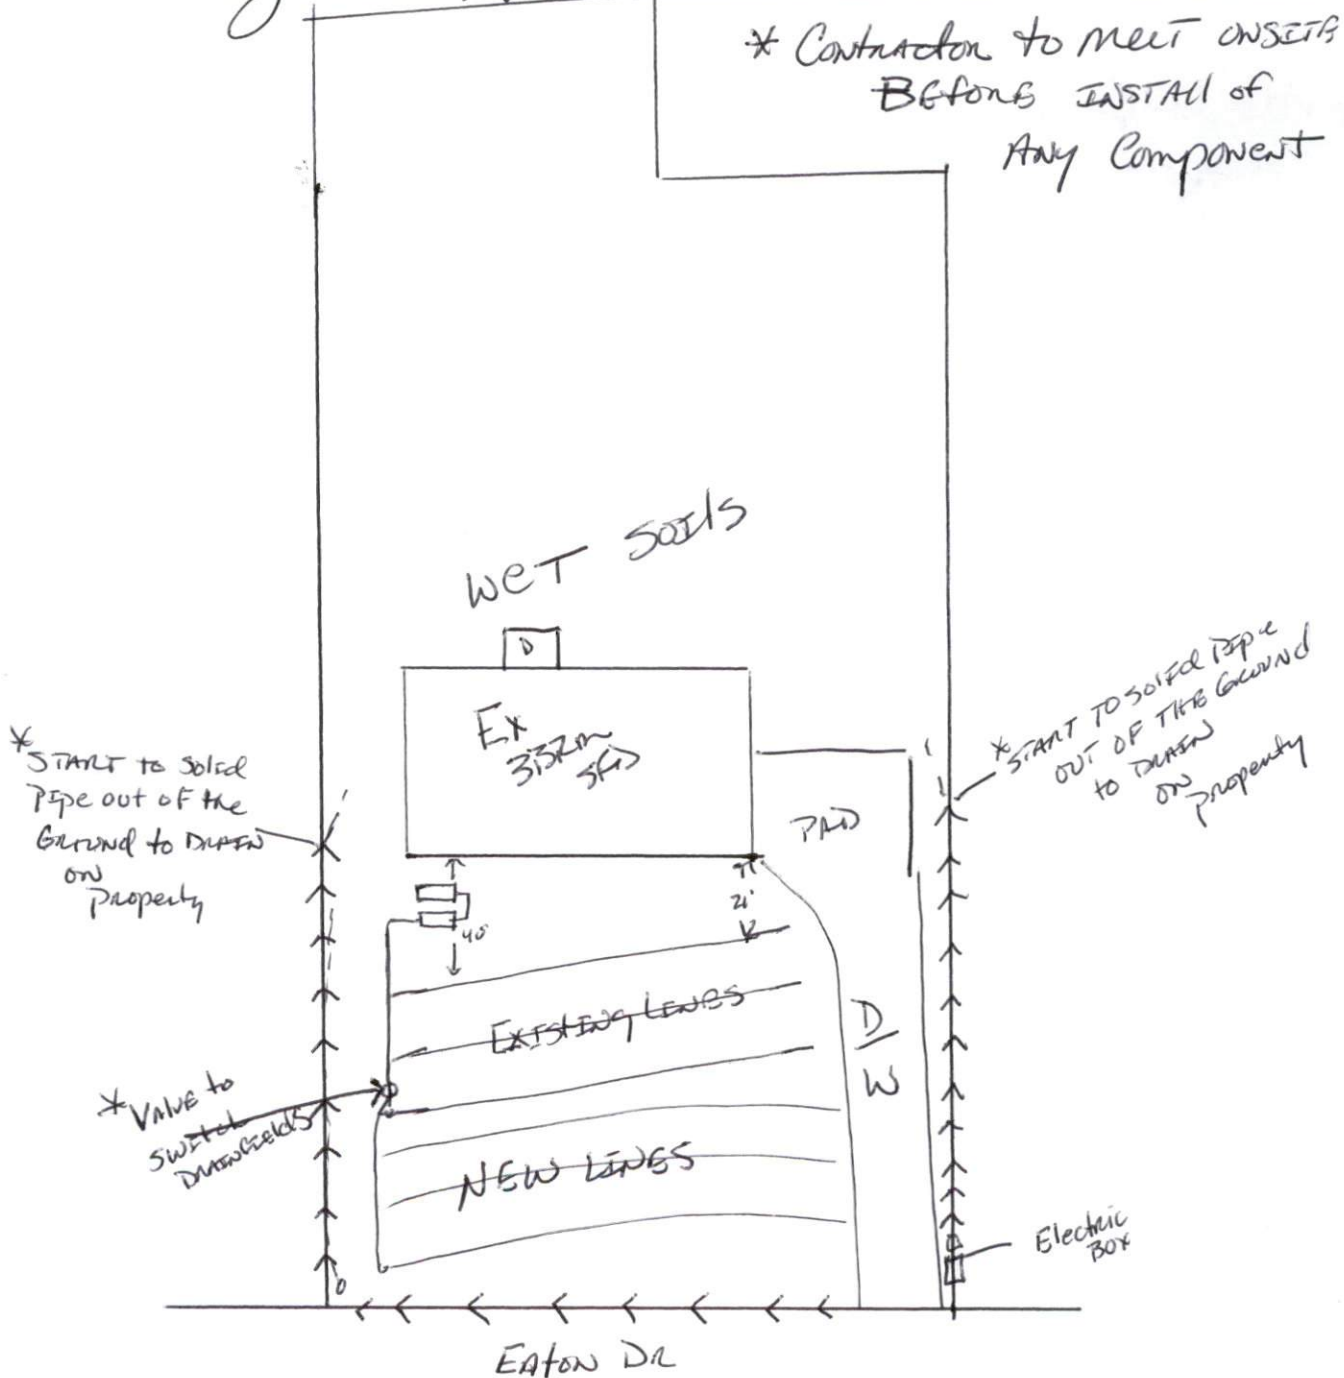 * Contractor to meet onsite
Before install of
Any Component
Wet Soils
D
Ex
3BRm
SFD
* START to Solid
Pipe out of the
Ground to Drain
on
Property
* START TO Solid Pipe
OUT OF THE Ground
to Drain
on
Property
PAD
21'
40'
Existing Lines
D/W
* Valve to
Switch
Drainfields
NEW LINES
Electric
Box
Eaton Dr